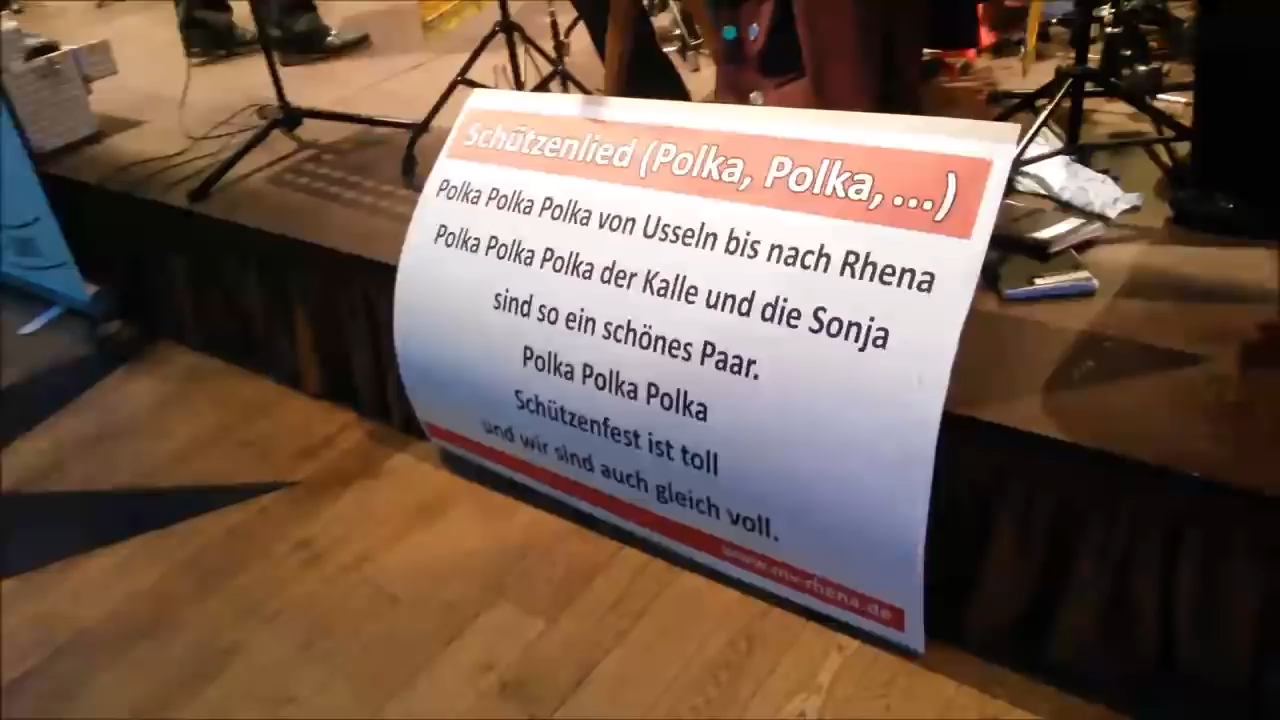 Schützenlied (Polka, Polka, ...)
Polka Polka Polka von Usseln bis nach Rhena
Polka Polka Polka der Kalle und die Sonja
sind so ein schönes Paar.
Polka Polka Polka
Schützenfest ist toll
und wir sind auch gleich voll.
www.mv-rhena.de